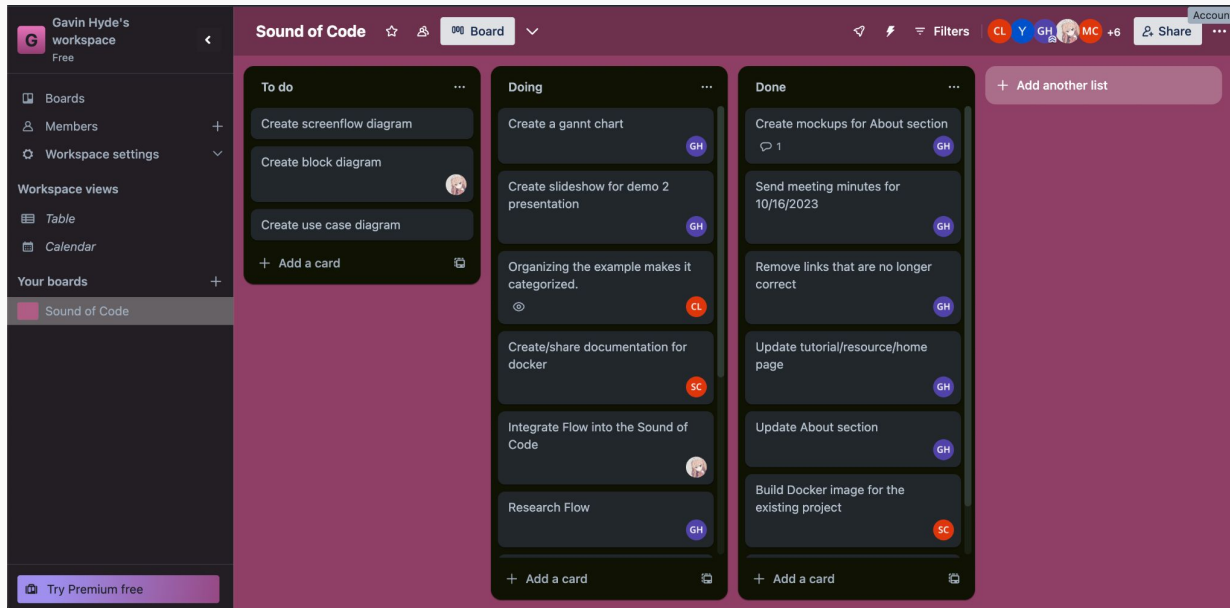 Gavin Hyde's
workspace
Free
G
Boards
Members
Workspace settings
Workspace views
Table
Calendar
Your boards
Sound of Code
Try Premium free
Sound of Code
Board
Filters
CL
Y
GH
MC
+6
Share
Accoun
To do
Create screenflow diagram
Create block diagram
Create use case diagram
+ Add a card
Doing
Create a gannt chart
GH
Create slideshow for demo 2
presentation
GH
Organizing the example makes it
categorized.
CL
Create/share documentation for
docker
SC
Integrate Flow into the Sound of
Code
Research Flow
GH
+ Add a card
Done
Create mockups for About section
1
GH
Send meeting minutes for
10/16/2023
GH
Remove links that are no longer
correct
GH
Update tutorial/resource/home
page
GH
Update About section
GH
Build Docker image for the
existing project
SC
+ Add a card
+ Add another list